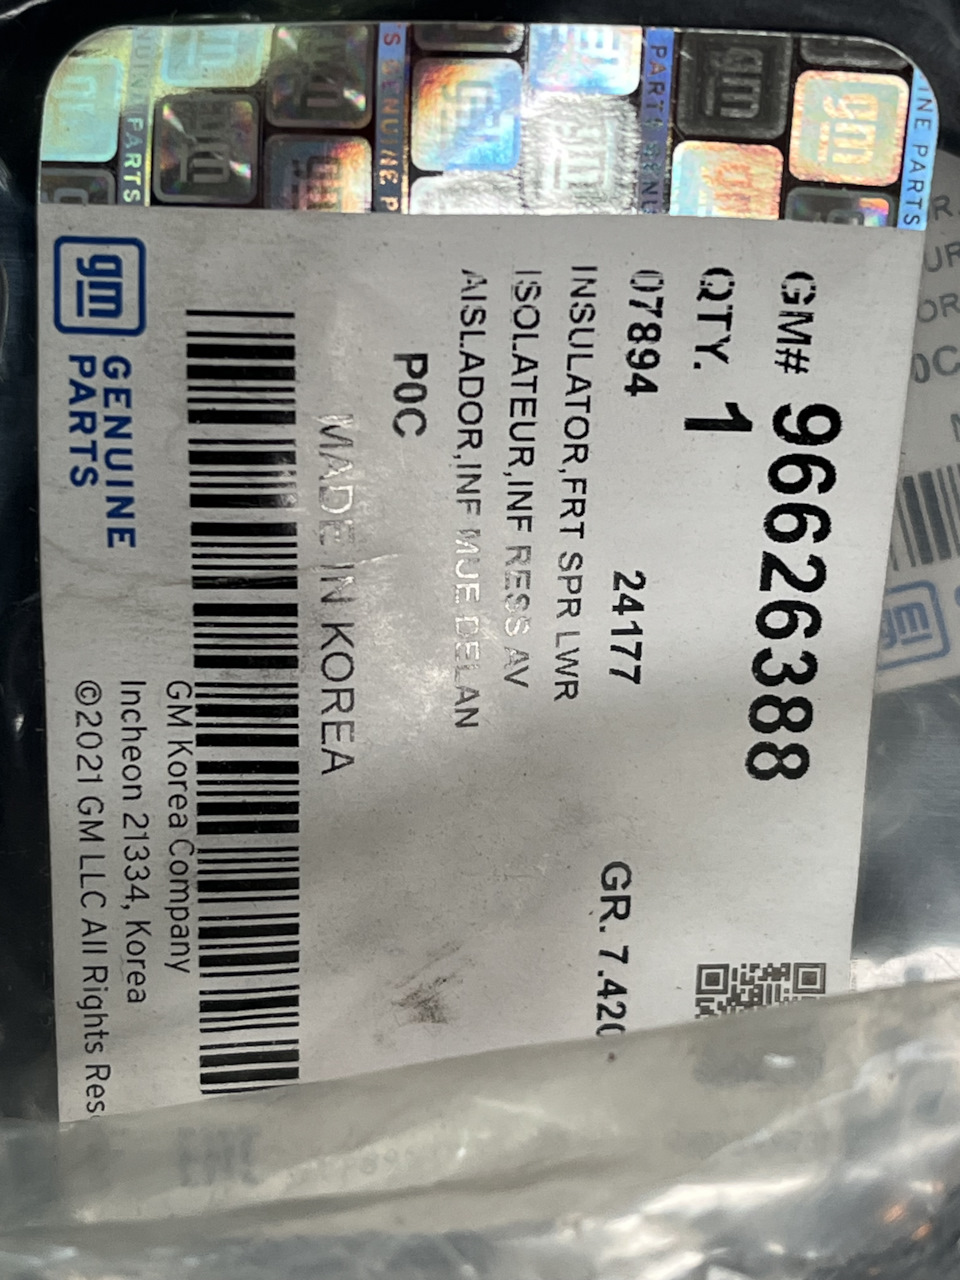 GM# 96626388
QTY. 1
07894 24177 GR. 7.420
INSULATOR,FRT SPR LWR
ISOLATEUR,INF RESS AV
AISLADOR,INF MUE DELAN
P0C
MADE IN KOREA
gm GENUINE
PARTS
GM Korea Company
Incheon 21334, Korea
©2021 GM LLC All Rights Res